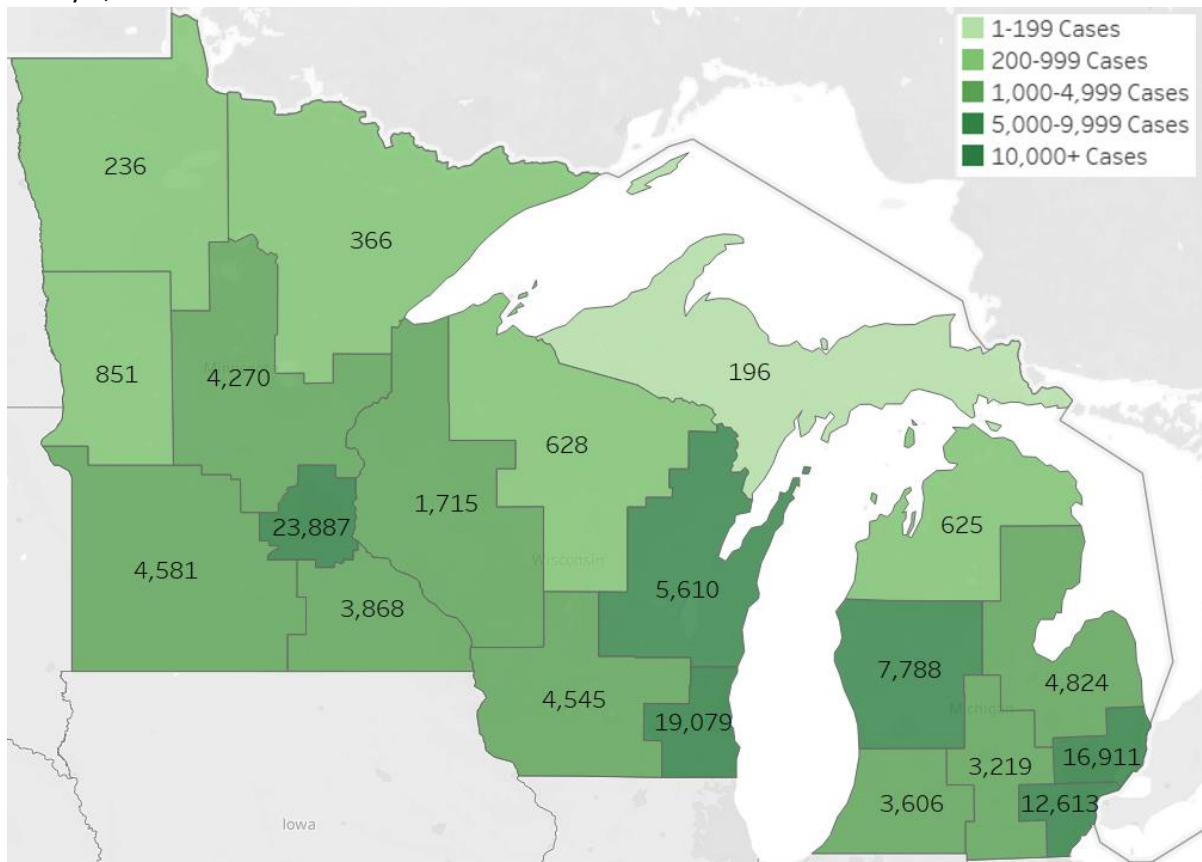 1-199 Cases
200-999 Cases
1,000-4,999 Cases
5,000-9,999 Cases
10,000+ Cases
236
366
851
4,270
196
628
1,715
23,887
625
4,581
5,610
3,868
Wisconsin
7,788
4,824
4,545
Michigan
19,079
16,911
3,219
3,606
12,613
Iowa